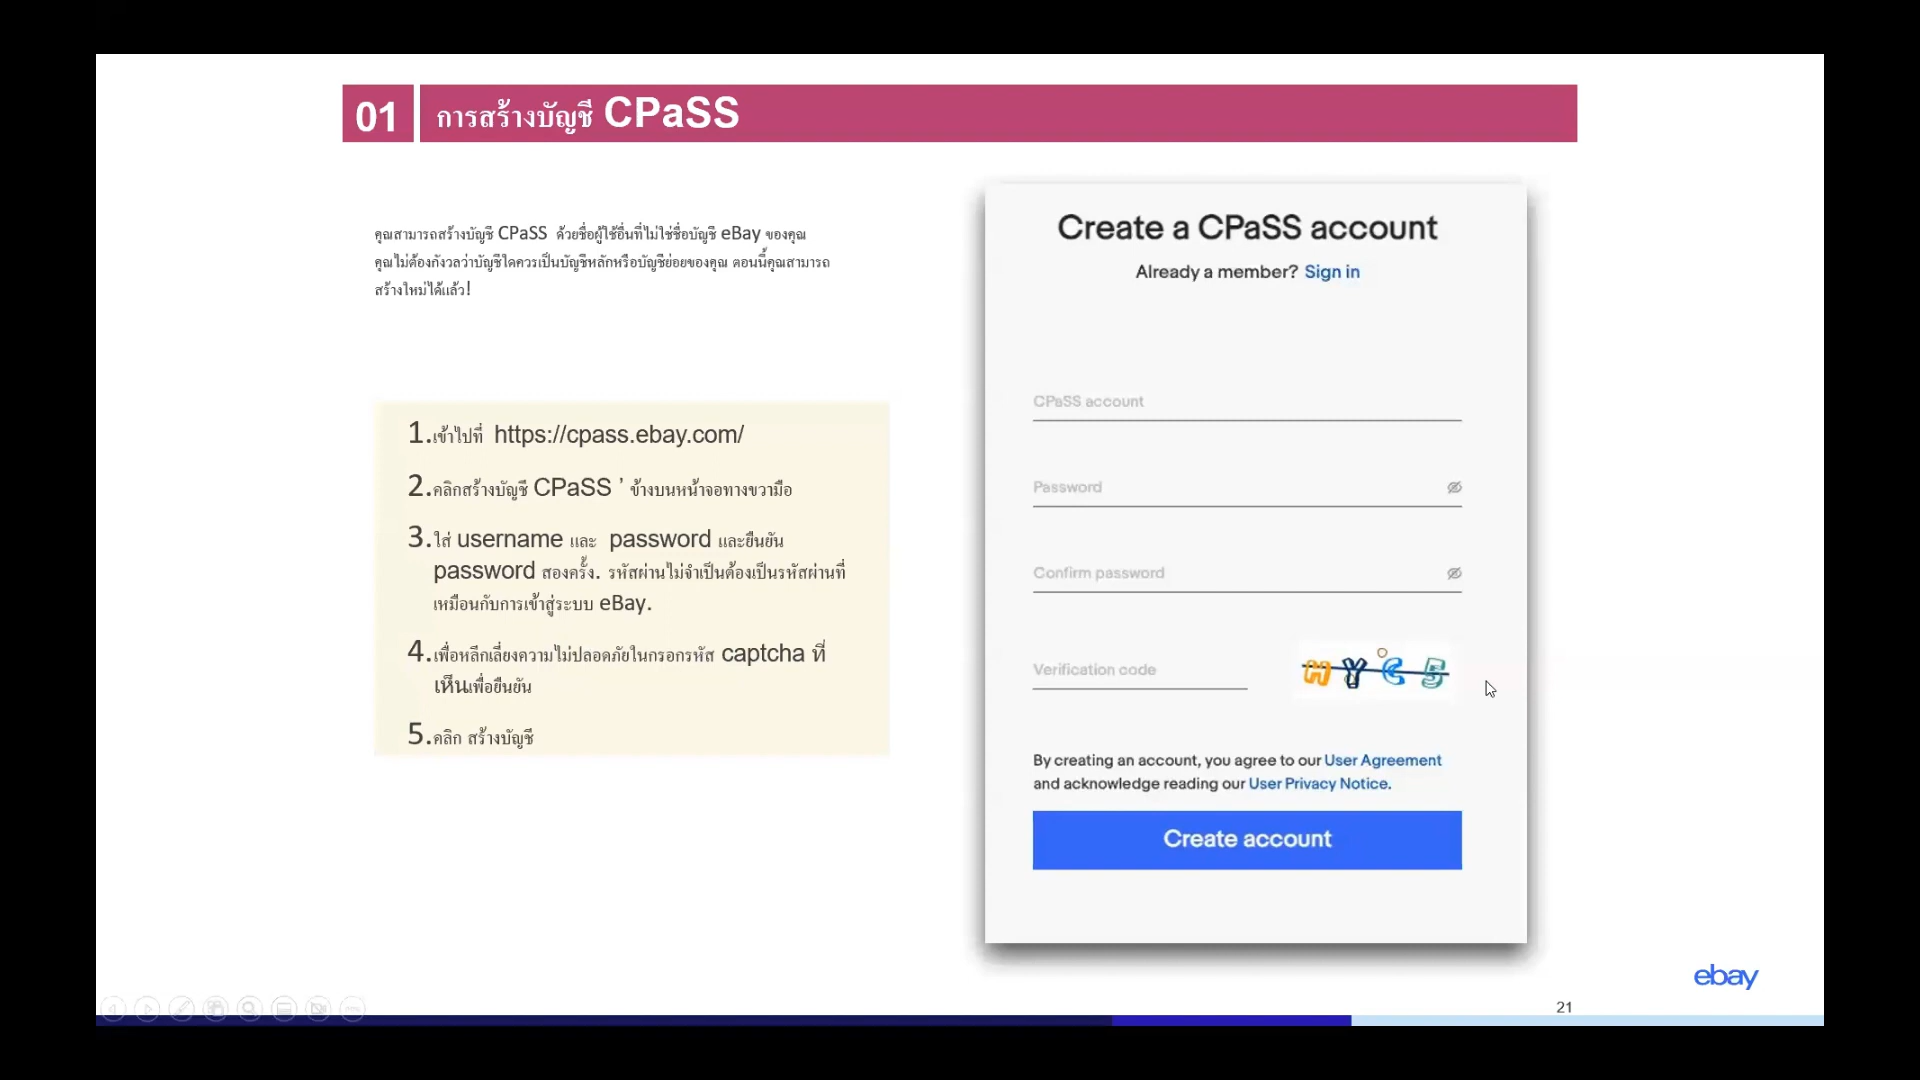 01 การสร้างบัญชี CPaSS
คุณสามารถสร้างบัญชี CPaSS ด้วยชื่อผู้ใช้อื่นที่ไม่ใช่ชื่อบัญชี eBay ของคุณ
คุณไม่ต้องกังวลว่าบัญชีใดควรเป็นบัญชีหลักหรือบัญชีย่อยของคุณ ตอนนี้คุณสามารถ
สร้างใหม่ได้แล้ว!
1.เข้าไปที่ https://cpass.ebay.com/
2.คลิกสร้างบัญชี CPaSS ’ ข้างบนหน้าจอทางขวามือ
3.ใส่ username และ password และยืนยัน
password สองครั้ง. รหัสผ่านไม่จำเป็นต้องเป็นรหัสผ่านที่
เหมือนกับการเข้าสู่ระบบ eBay.
4.เพื่อหลีกเลี่ยงความไม่ปลอดภัยในกรอกรหัส captcha ที่
เห็นเพื่อยืนยัน
5.คลิก สร้างบัญชี
Create a CPaSS account
Already a member? Sign in
CPaSS account
Password
Confirm password
Verification code
By creating an account, you agree to our User Agreement
and acknowledge reading our User Privacy Notice.
Create account
ebay
21